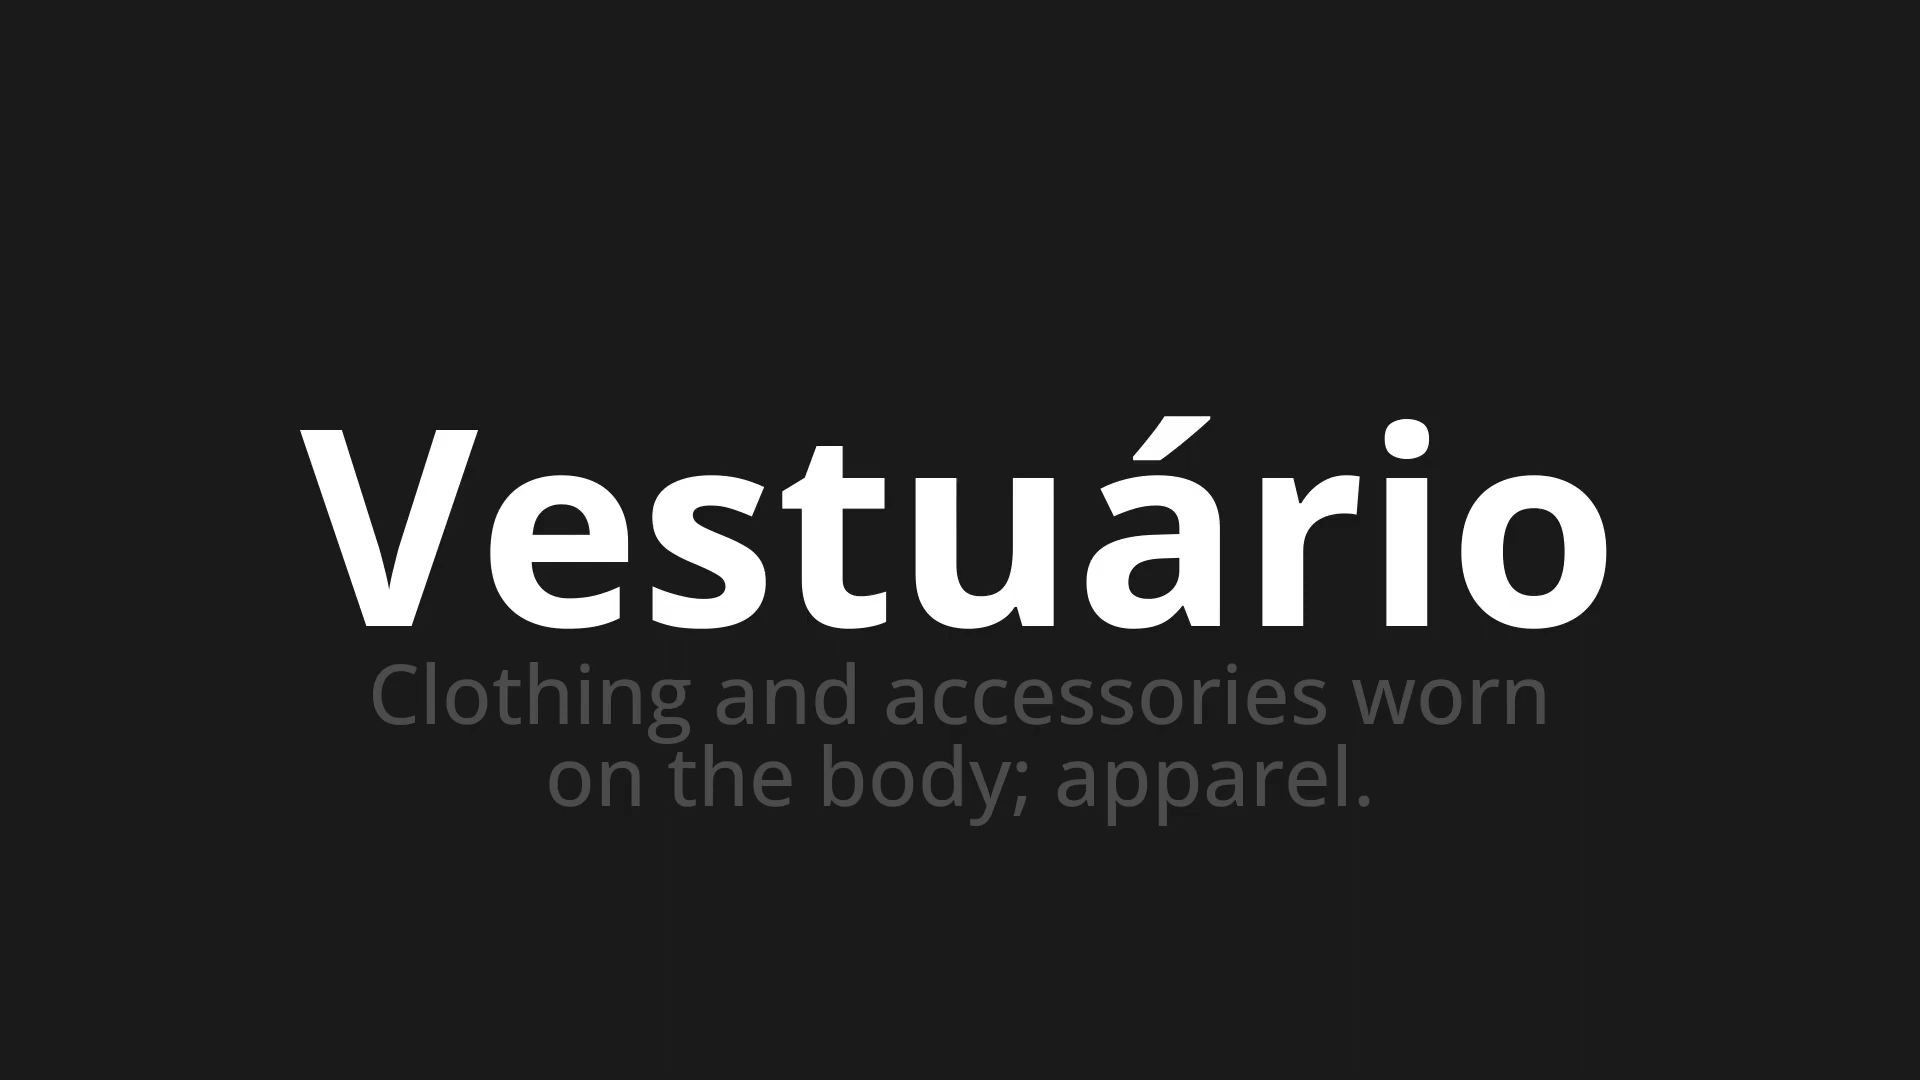 Vestuário
Clothing and accessories worn
on the body; apparel.